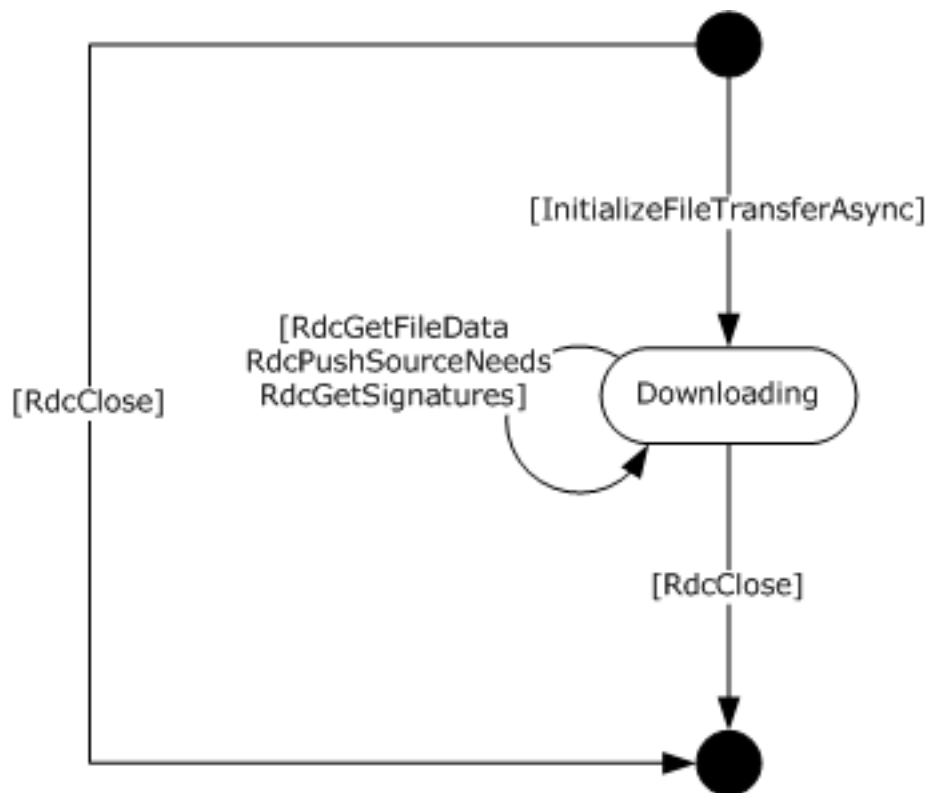 [InitializeFileTransferAsync]
[RdcGetFileData
RdcPushSourceNeeds
RdcGetSignatures]
Downloading
[RdcClose]
[RdcClose]